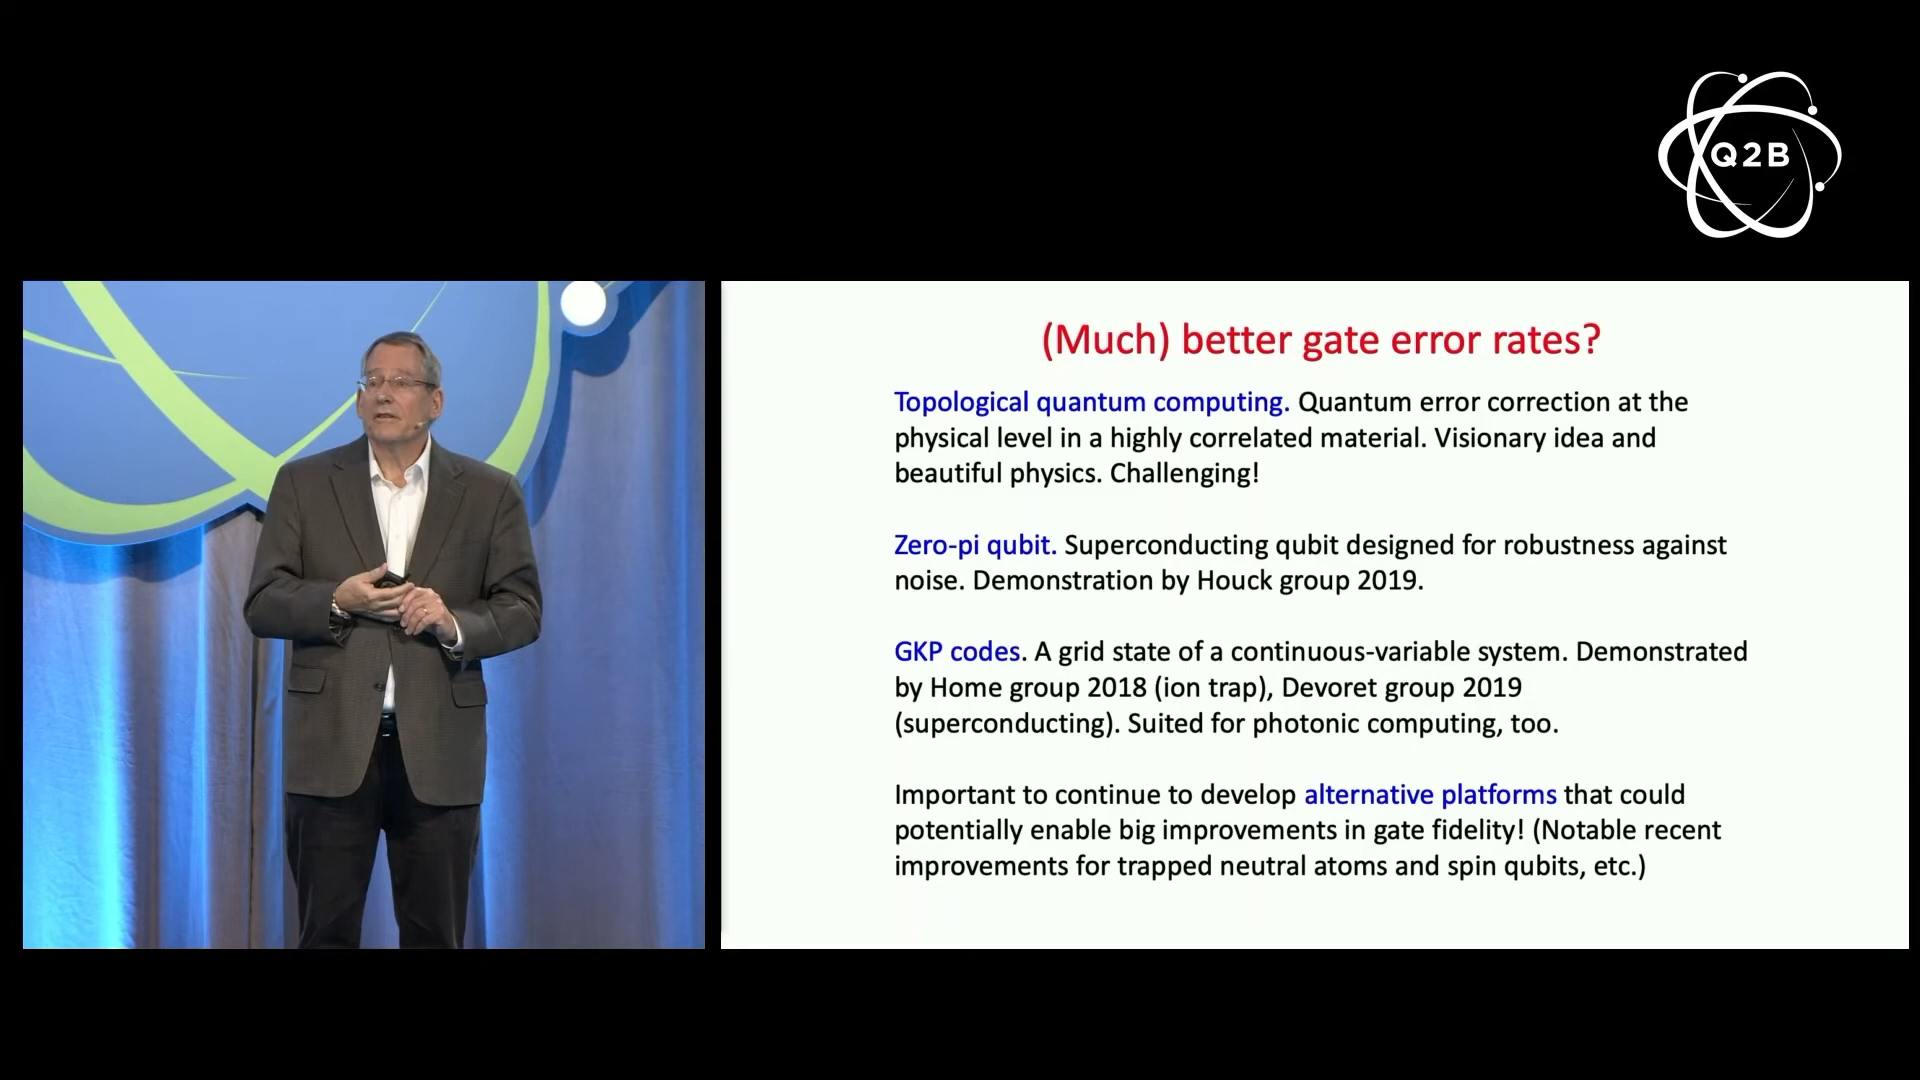 Q2B
(Much) better gate error rates?
Topological quantum computing. Quantum error correction at the
physical level in a highly correlated material. Visionary idea and
beautiful physics. Challenging!
Zero-pi qubit. Superconducting qubit designed for robustness against
noise. Demonstration by Houck group 2019.
GKP codes. A grid state of a continuous-variable system. Demonstrated
by Home group 2018 (ion trap), Devoret group 2019
(superconducting). Suited for photonic computing, too.
Important to continue to develop alternative platforms that could
potentially enable big improvements in gate fidelity! (Notable recent
improvements for trapped neutral atoms and spin qubits, etc.)